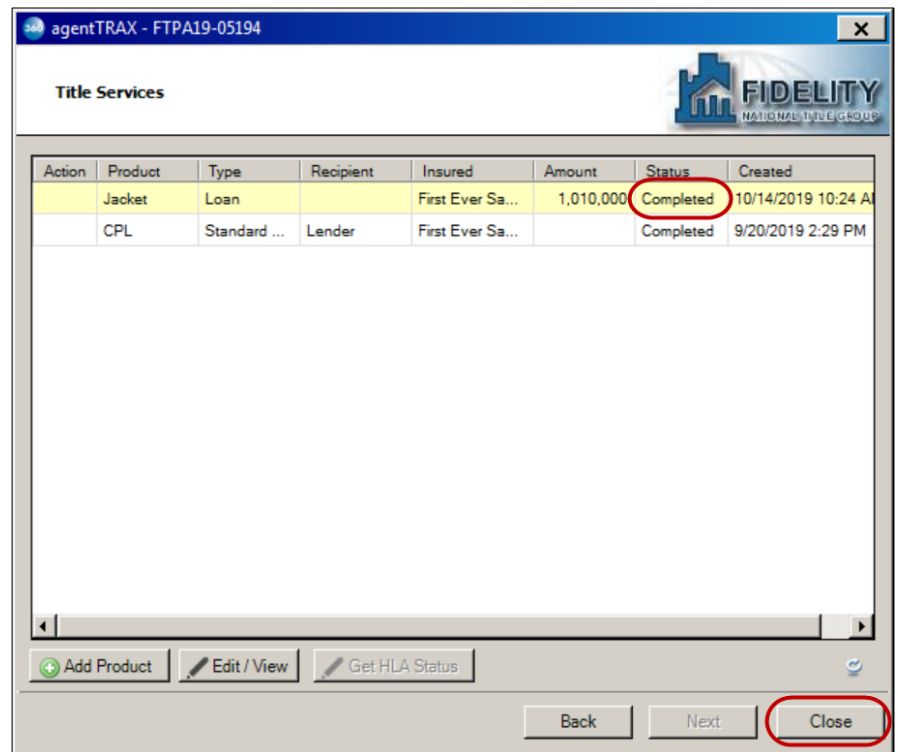 360 agentTRAX - FTPA19-05194
Title Services
FIDELITY
NATIONAL TITLE GROUP
Action Product Type Recipient Insured Amount Status Created
Jacket Loan First Ever Sa... 1,010,000 Completed 10/14/2019 10:24 A
CPL Standard ... Lender First Ever Sa... Completed 9/20/2019 2:29 PM
Add Product Edit / View Get HLA Status
Back Next Close